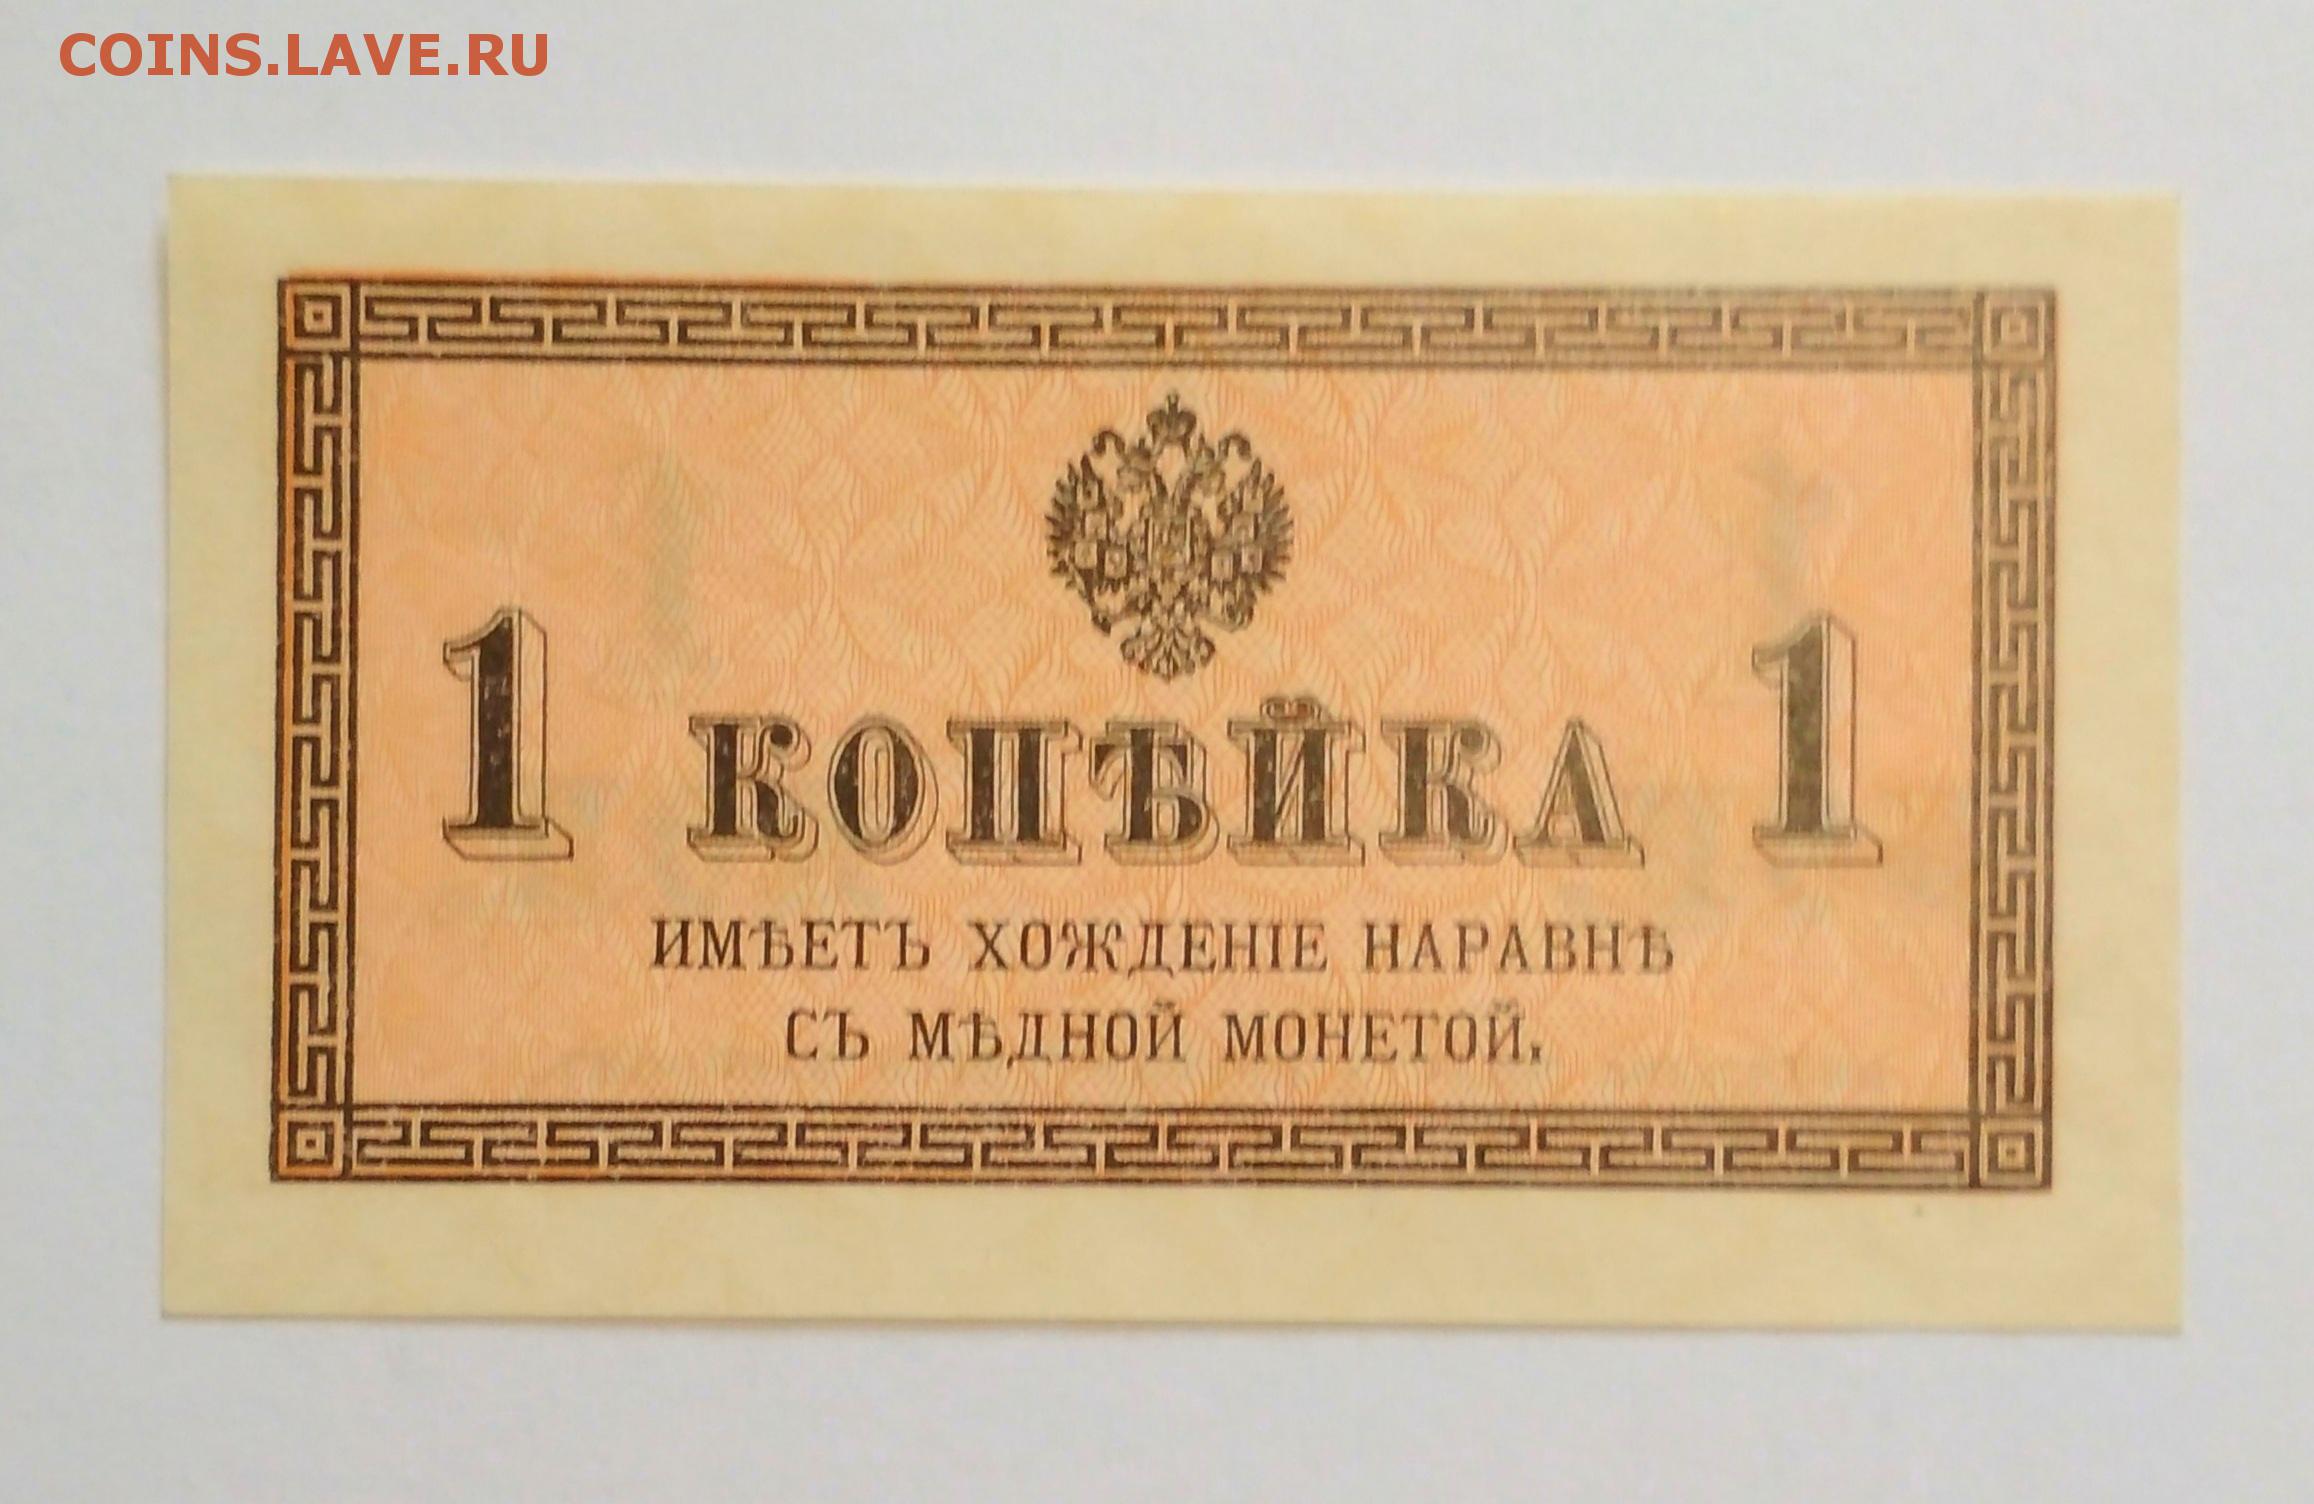 COINS.LAVE.RU
1 КОПѢЙКА 1
ИМѢЕТЪ ХОЖДЕНІЕ НАРАВНѢ
СЪ МѢДНОЙ МОНЕТОЙ.